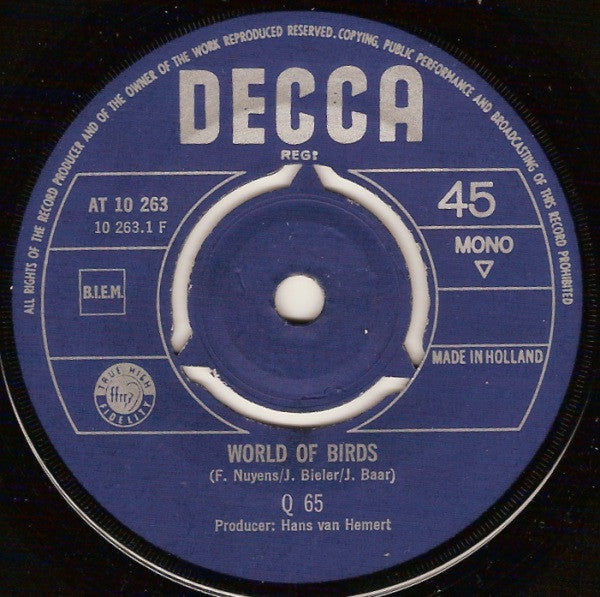 ALL RIGHTS OF THE RECORD PRODUCER AND OF THE OWNER OF THE WORK REPRODUCED RESERVED. COPYING, PUBLIC PERFORMANCE AND BROADCASTING OF THIS RECORD PROHIBITED
DECCA
REGD
AT 10 263
10 263.1 F
45
MONO
B.I.E.M.
MADE IN HOLLAND
TRUE HIGH
ffrr
FIDELITY
WORLD OF BIRDS
(F. Nuyens/J. Bieler/J. Baar)
Q 65
Producer: Hans van Hemert